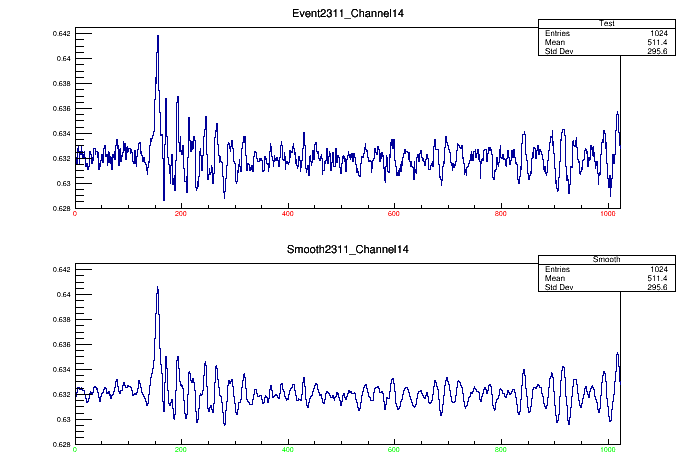 Event2311_Channel14
Test
Entries 1024
Mean 511.4
Std Dev 295.6
0.642
0.64
0.638
0.636
0.634
0.632
0.63
0.628
0 200 400 600 800 1000
Smooth2311_Channel14
Smooth
Entries 1024
Mean 511.4
Std Dev 295.6
0.642
0.64
0.638
0.636
0.634
0.632
0.63
0.628
0 200 400 600 800 1000